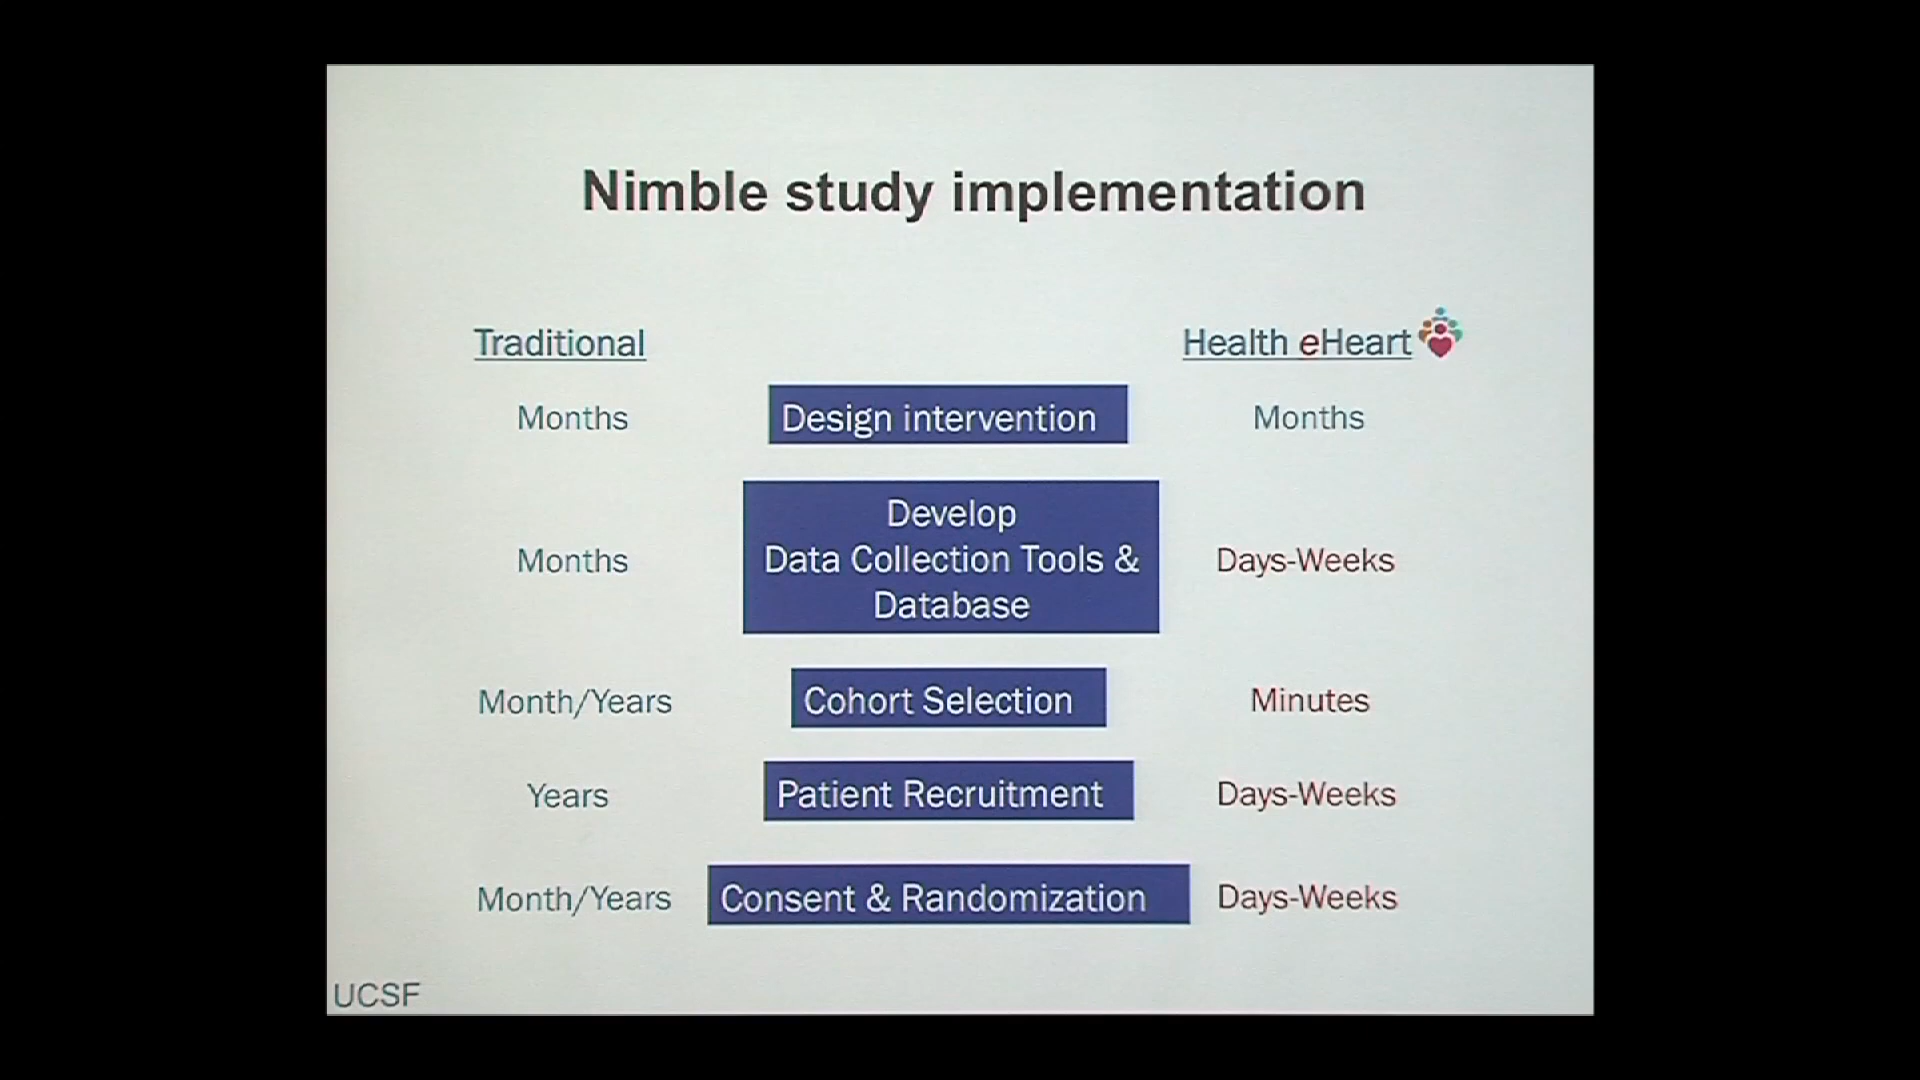 Nimble study implementation
Traditional
Health eHeart
Months
Design intervention
Months
Months
Develop
Data Collection Tools &
Database
Days-Weeks
Month/Years
Cohort Selection
Minutes
Years
Patient Recruitment
Days-Weeks
Month/Years
Consent & Randomization
Days-Weeks
UCSF